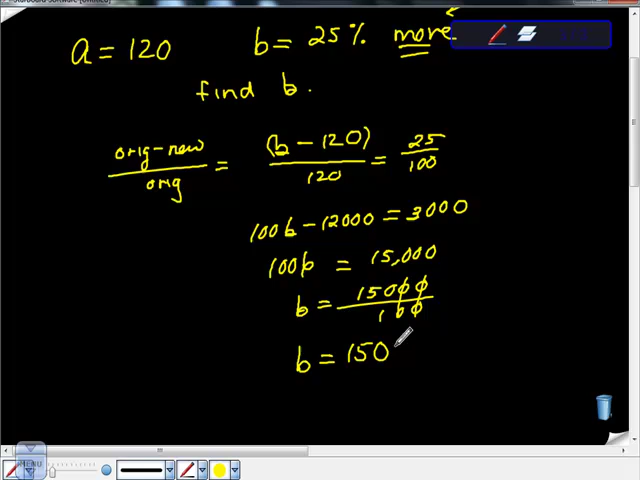 a = 120 b = 25% more
find b.
orig-new / orig = (b - 120) / 120 = 25 / 100
100b - 12000 = 3000
100b = 15,000
b = 15000 / 100
b = 150
MENU